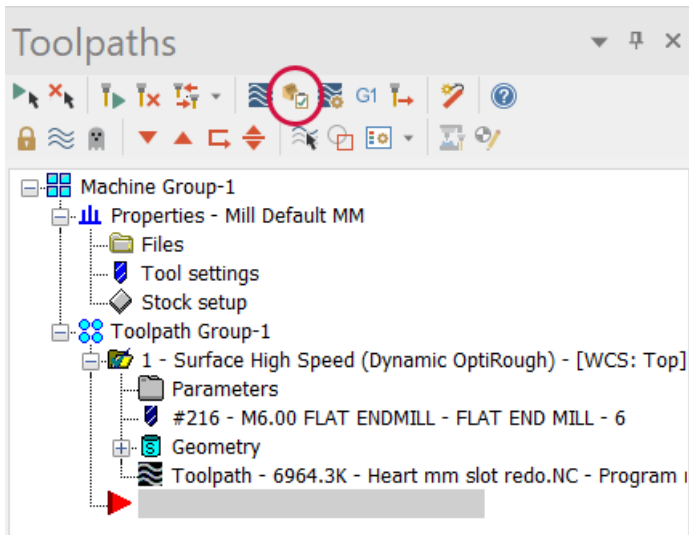 Toolpaths
G1
Machine Group-1
Properties - Mill Default MM
Files
Tool settings
Stock setup
Toolpath Group-1
1 - Surface High Speed (Dynamic OptiRough) - [WCS: Top]
Parameters
#216 - M6.00 FLAT ENDMILL - FLAT END MILL - 6
Geometry
Toolpath - 6964.3K - Heart mm slot redo.NC - Program